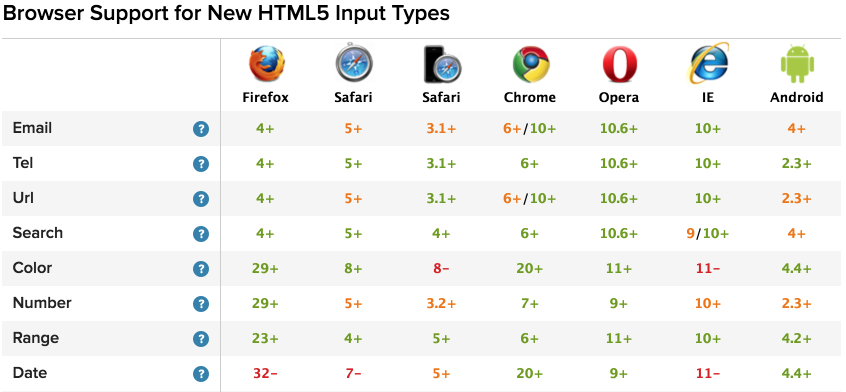 Browser Support for New HTML5 Input Types
Firefox Safari Safari Chrome Opera IE Android
Email ? 4+ 5+ 3.1+ 6+/10+ 10.6+ 10+ 4+
Tel ? 4+ 5+ 3.1+ 6+ 10.6+ 10+ 2.3+
Url ? 4+ 5+ 3.1+ 6+/10+ 10.6+ 10+ 2.3+
Search ? 4+ 5+ 4+ 6+ 10.6+ 9/10+ 4+
Color ? 29+ 8+ 8– 20+ 11+ 11– 4.4+
Number ? 29+ 5+ 3.2+ 7+ 9+ 10+ 2.3+
Range ? 23+ 4+ 5+ 6+ 11+ 10+ 4.2+
Date ? 32– 7– 5+ 20+ 9+ 11– 4.4+